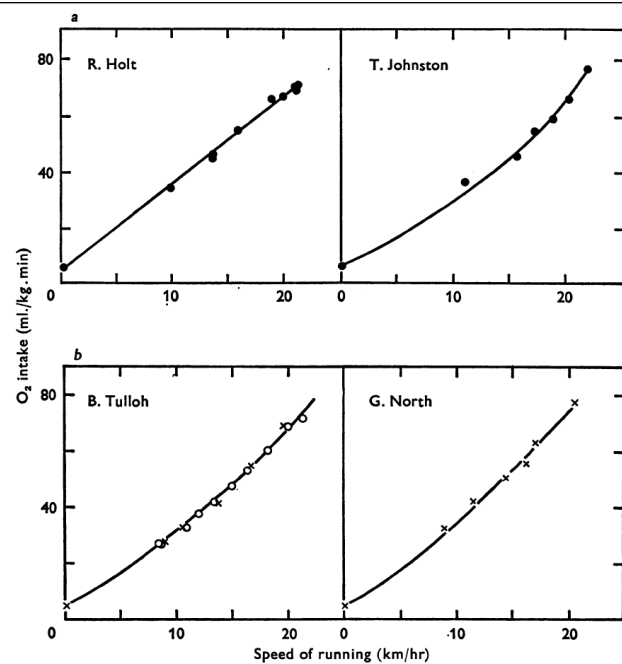 a
80
R. Holt
T. Johnston
40
0
10
20
0
10
20
O₂ intake (ml./kg.min)
b
80
B. Tulloh
G. North
40
0
10
20
0
10
20
Speed of running (km/hr)